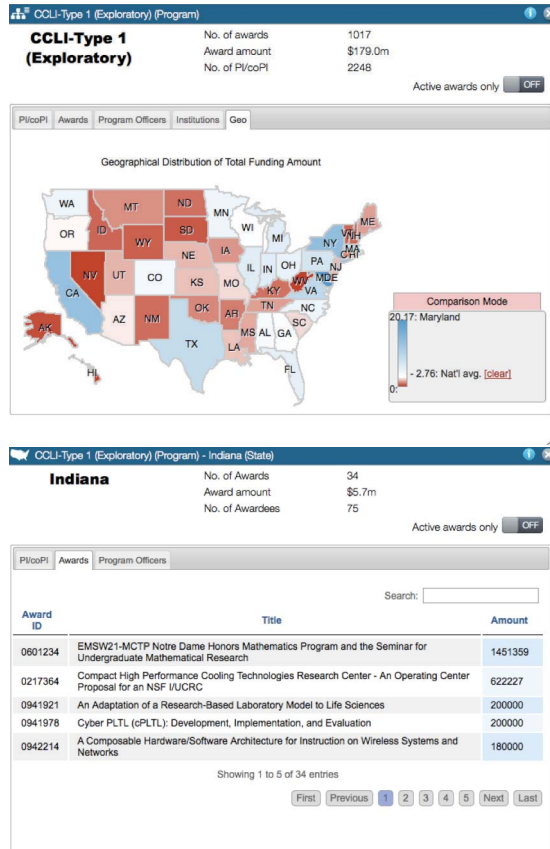 CCLI-Type 1 (Exploratory) (Program)
CCLI-Type 1
(Exploratory)
No. of awards 1017
Award amount $179.0m
No. of PI/coPI 2248
Active awards only OFF
PI/coPI Awards Program Officers Institutions Geo
Geographical Distribution of Total Funding Amount
WA
MT
ND
MN
ME
OR
ID
SD
WI
WY
MI
NY
MA
NE
IA
PA
NJ
NV
UT
CO
KS
MO
IL
IN
OH
MD
DE
CA
WV
VA
KY
NC
AZ
NM
OK
AR
TN
SC
MS
AL
GA
TX
LA
FL
AK
HI
Comparison Mode
20.17: Maryland
- 2.76: Nat'l avg. [clear]
0:
CCLI-Type 1 (Exploratory) (Program) - Indiana (State)
Indiana
No. of Awards 34
Award amount $5.7m
No. of Awardees 75
Active awards only OFF
PI/coPI Awards Program Officers
Search:
Award
ID
Title
Amount
0601234 EMSW21-MCTP Notre Dame Honors Mathematics Program and the Seminar for
Undergraduate Mathematical Research 1451359
0217364 Compact High Performance Cooling Technologies Research Center - An Operating Center
Proposal for an NSF I/UCRC 622227
0941921 An Adaptation of a Research-Based Laboratory Model to Life Sciences 200000
0941978 Cyber PLTL (cPLTL): Development, Implementation, and Evaluation 200000
0942214 A Composable Hardware/Software Architecture for Instruction on Wireless Systems and
Networks 180000
Showing 1 to 5 of 34 entries
First Previous 1 2 3 4 5 Next Last